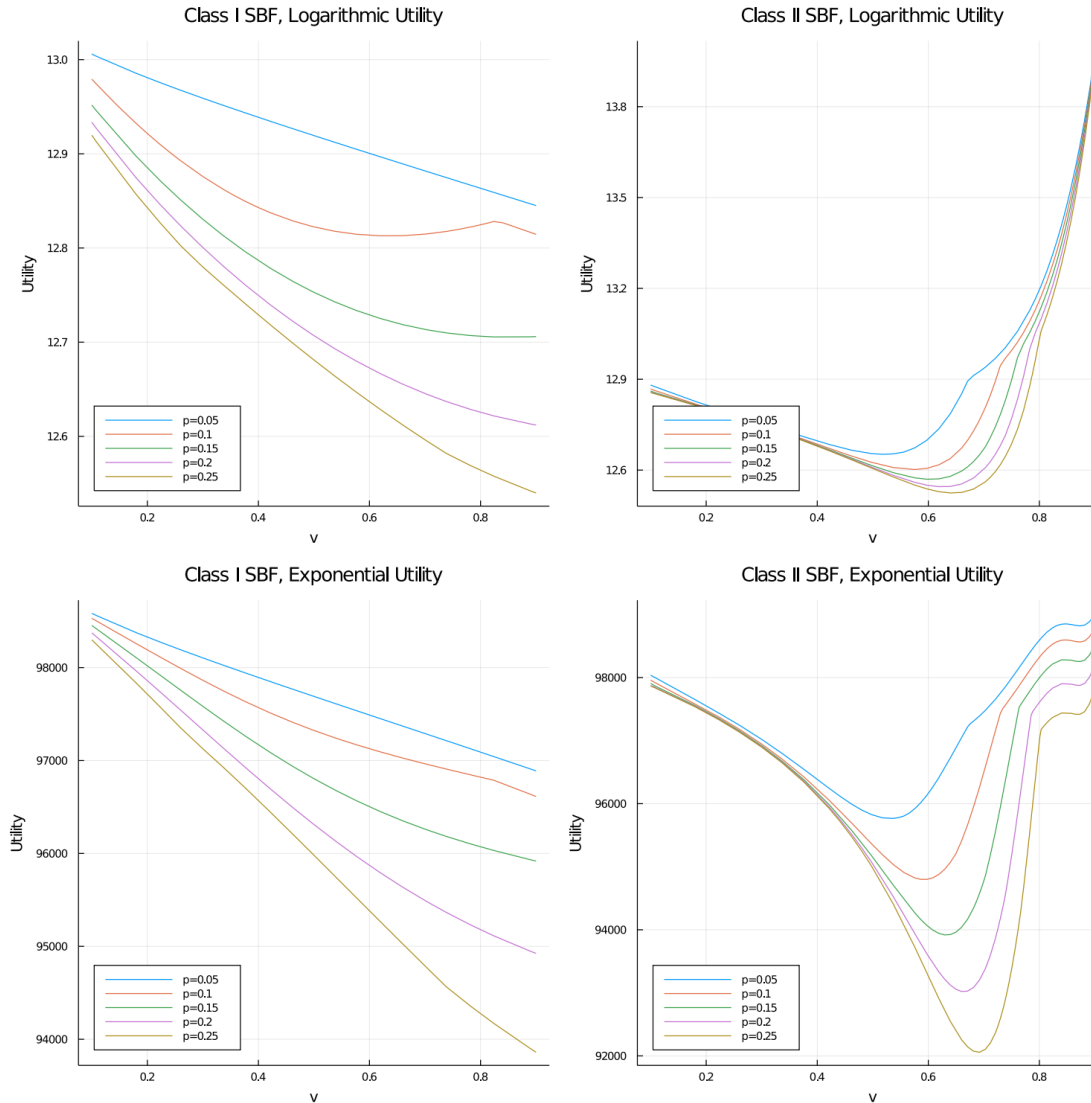 Class I SBF, Logarithmic Utility
13.0
12.9
12.8
12.7
12.6
Utility
p=0.05
p=0.1
p=0.15
p=0.2
p=0.25
0.2 0.4 0.6 0.8
v
Class II SBF, Logarithmic Utility
13.8
13.5
13.2
12.9
12.6
Utility
p=0.05
p=0.1
p=0.15
p=0.2
p=0.25
0.2 0.4 0.6 0.8
v
Class I SBF, Exponential Utility
98000
97000
96000
95000
94000
Utility
p=0.05
p=0.1
p=0.15
p=0.2
p=0.25
0.2 0.4 0.6 0.8
v
Class II SBF, Exponential Utility
98000
96000
94000
92000
Utility
p=0.05
p=0.1
p=0.15
p=0.2
p=0.25
0.2 0.4 0.6 0.8
v